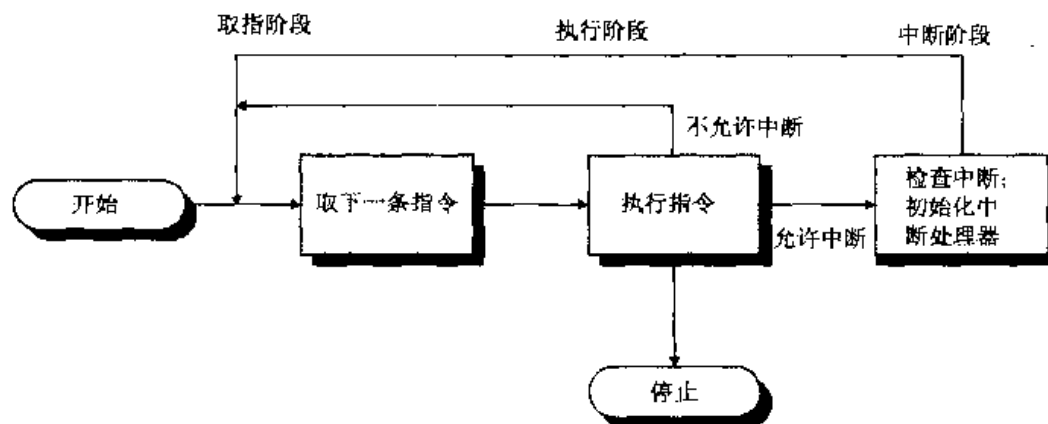 取指阶段
执行阶段
中断阶段
不允许中断
开始
取下一条指令
执行指令
允许中断
检查中断;
初始化中
断处理器
停止